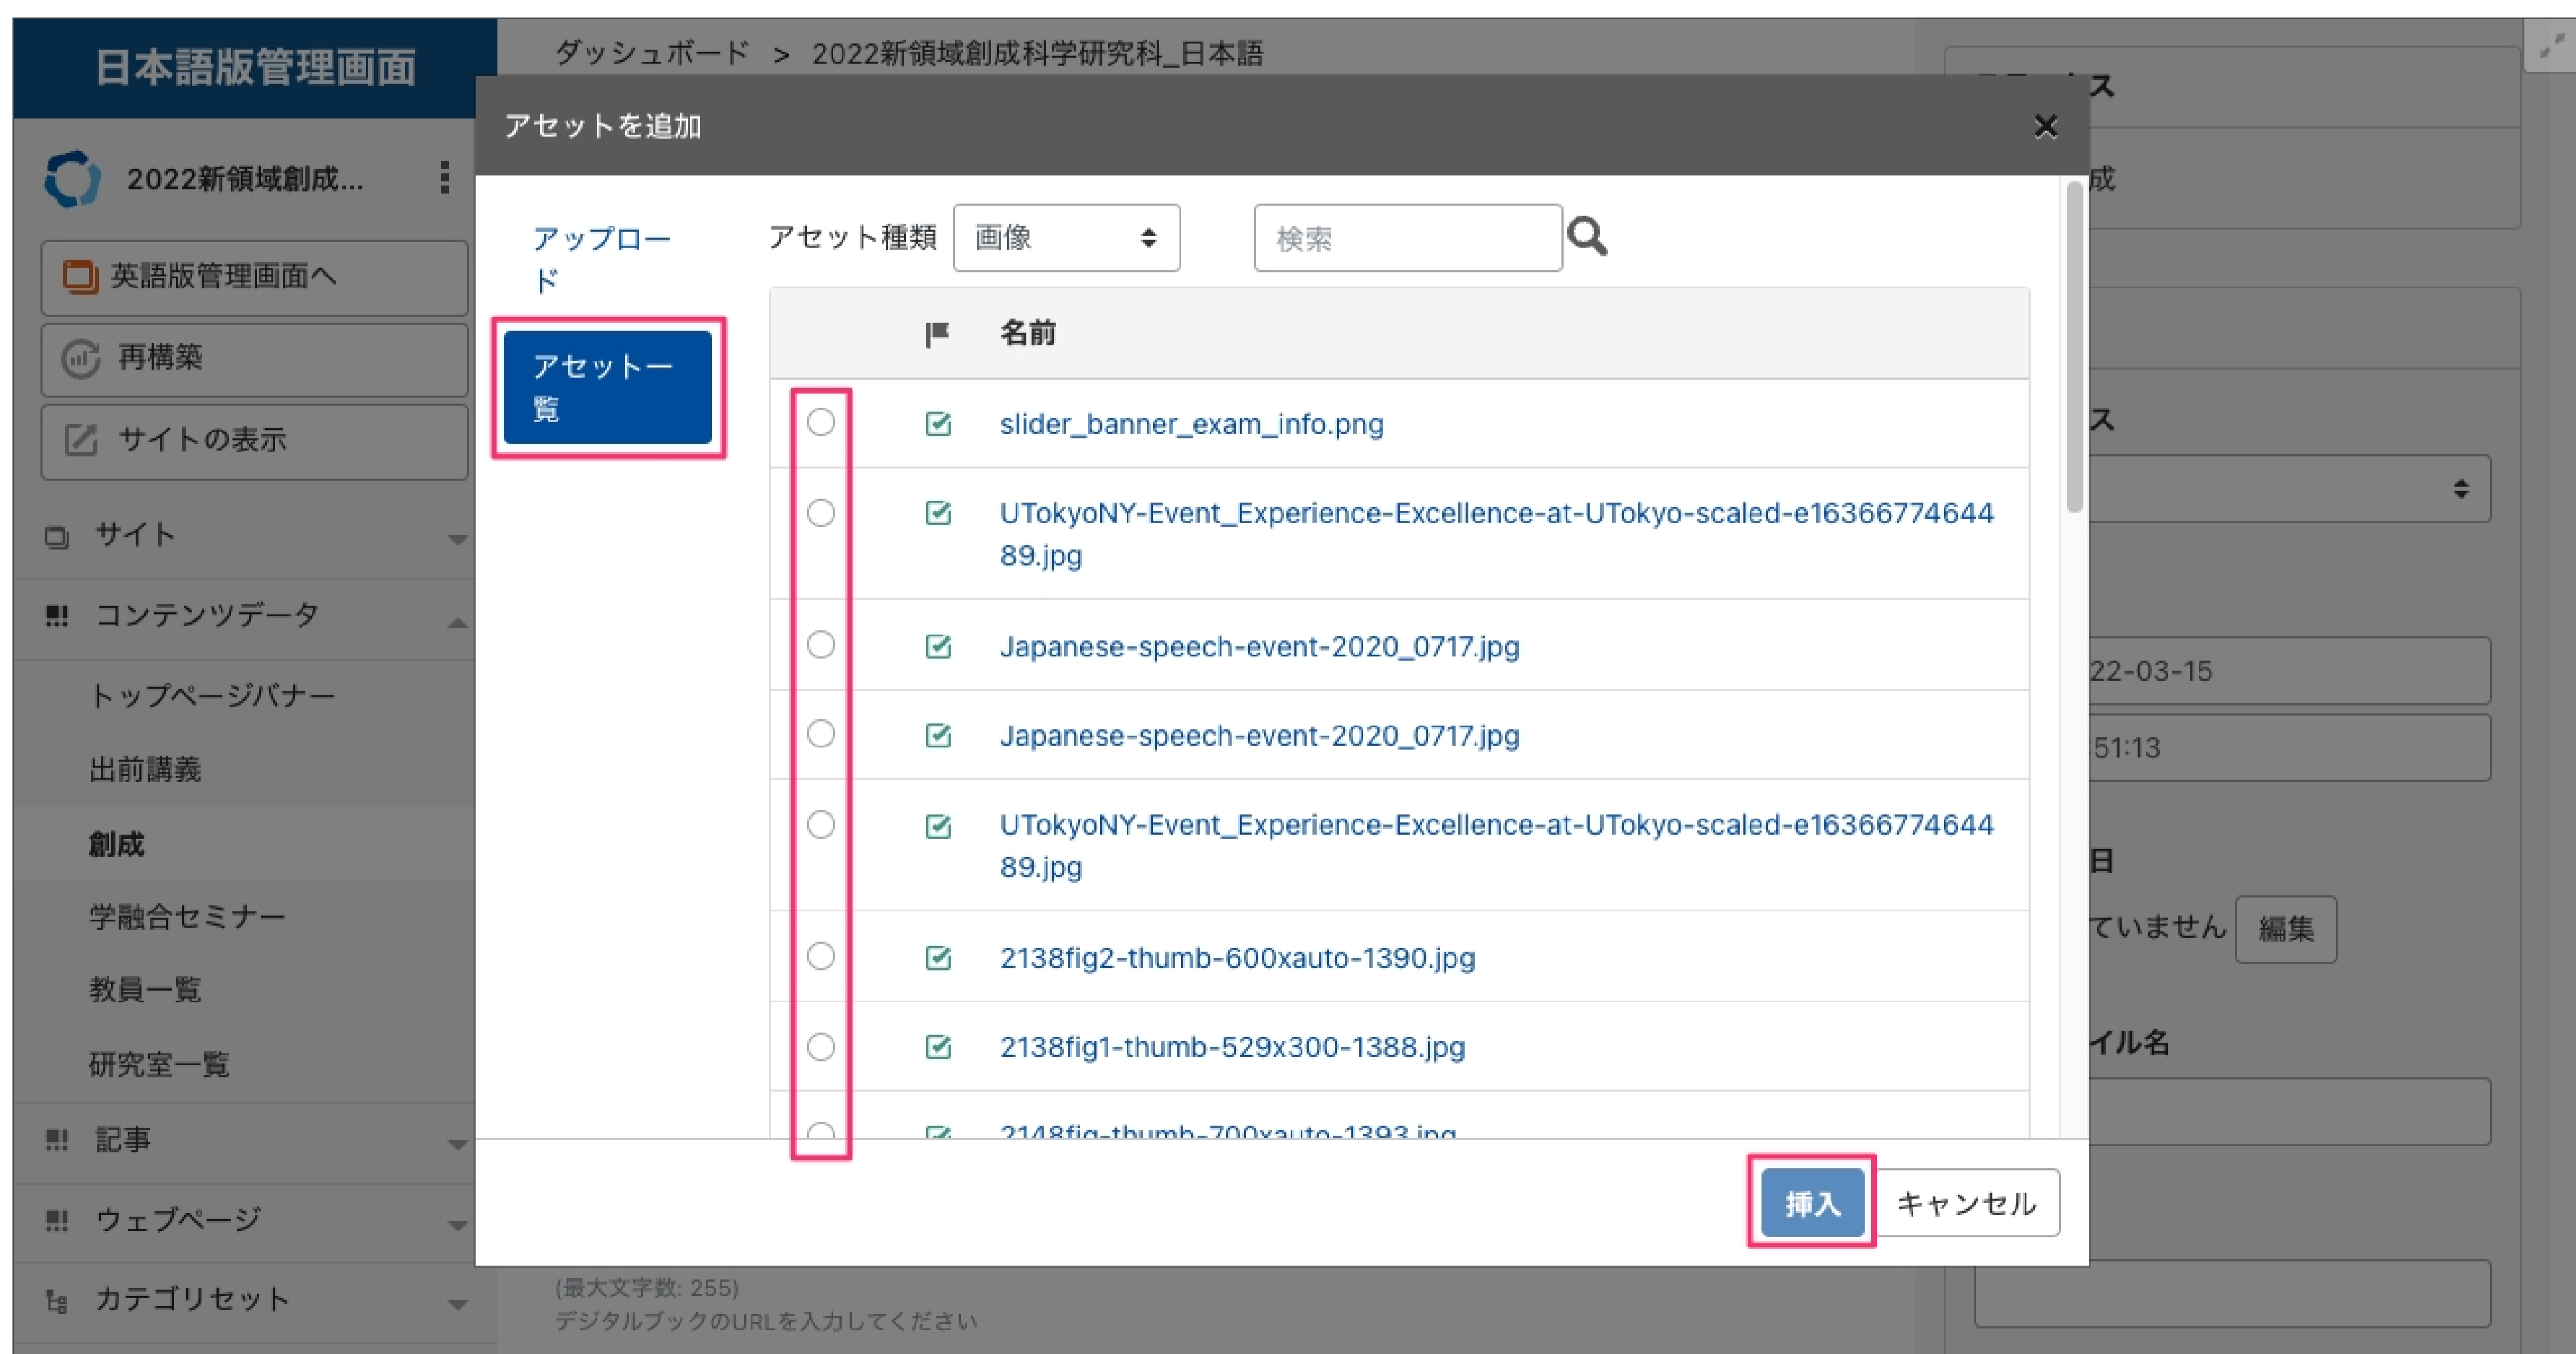 日本語版管理画面
ダッシュボード > 2022新領域創成科学研究科_日本語
2022新領域創成...
英語版管理画面へ
再構築
サイトの表示
サイト
コンテンツデータ
トップページバナー
出前講義
創成
学融合セミナー
教員一覧
研究室一覧
記事
ウェブページ
カテゴリセット
アセットを追加
アップロー
ド
アセット一
覧
アセット種類
画像
検索
名前
slider_banner_exam_info.png
UTokyoNY-Event_Experience-Excellence-at-UTokyo-scaled-e16366774644
89.jpg
Japanese-speech-event-2020_0717.jpg
Japanese-speech-event-2020_0717.jpg
UTokyoNY-Event_Experience-Excellence-at-UTokyo-scaled-e16366774644
89.jpg
2138fig2-thumb-600xauto-1390.jpg
2138fig1-thumb-529x300-1388.jpg
2148fig-thumb-700xauto-1393.jpg
挿入
キャンセル
(最大文字数: 255)
デジタルブックのURLを入力してください
ス
成
ス
22-03-15
51:13
日
ていません
編集
イル名